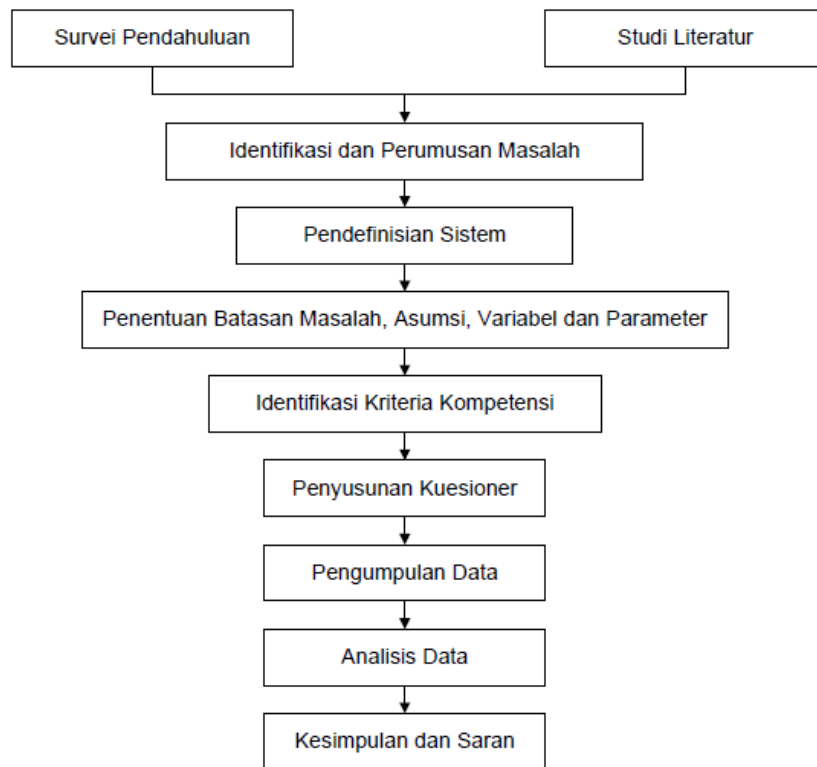 Survei Pendahuluan
Studi Literatur
Identifikasi dan Perumusan Masalah
Pendefinisian Sistem
Penentuan Batasan Masalah, Asumsi, Variabel dan Parameter
Identifikasi Kriteria Kompetensi
Penyusunan Kuesioner
Pengumpulan Data
Analisis Data
Kesimpulan dan Saran